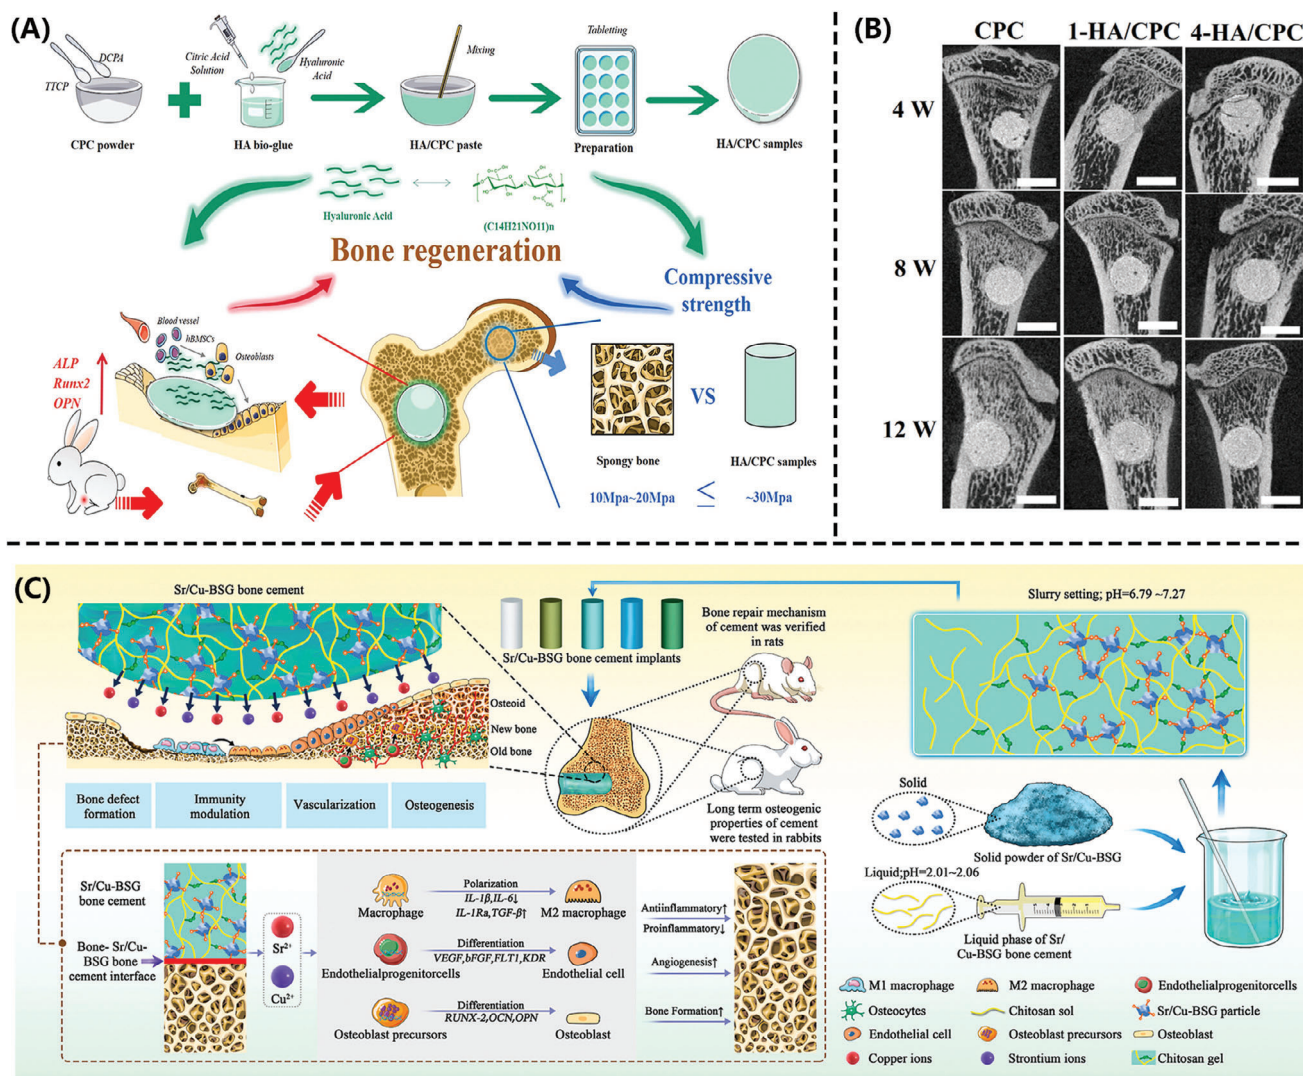 (A)
DCPA
TTCP
CPC powder
Citric Acid
Solution
Hyaluronic
Acid
HA bio-glue
Mixing
HA/CPC paste
Tabletting
Preparation
HA/CPC samples
Hyaluronic Acid
(C14H21NO11)n
Bone regeneration
Compressive
strength
Blood vessel
hBMSCs
Osteoblasts
ALP
Runx2
OPN
VS
Spongy bone
HA/CPC samples
10Mpa~20Mpa
≤
~30Mpa
(B)
CPC
1-HA/CPC
4-HA/CPC
4 W
8 W
12 W
(C)
Sr/Cu-BSG bone cement
Osteoid
New bone
Old bone
Bone defect
formation
Immunity
modulation
Vascularization
Osteogenesis
Sr/Cu-BSG bone cement implants
Bone repair mechanism
of cement was verified
in rats
Long term osteogenic
properties of cement
were tested in rabbits
Slurry setting; pH=6.79 ~7.27
Solid
Solid powder of Sr/Cu-BSG
Liquid;pH=2.01~2.06
Liquid phase of Sr/
Cu-BSG bone cement
Sr/Cu-BSG
bone cement
Bone- Sr/Cu-
BSG bone
cement interface
Sr2+
Cu2+
Macrophage
Polarization
IL-1β,IL-6↓
IL-1Ra,TGF-β↑
M2 macrophage
Endothelialprogenitorcells
Differentiation
VEGF,bFGF,FLT1,KDR
Endothelial cell
Osteoblast precursors
Differentiation
RUNX-2,OCN,OPN
Osteoblast
Antiinflammatory↑
Proinflammatory↓
Angiogenesis↑
Bone Formation↑
M1 macrophage
M2 macrophage
Endothelialprogenitorcells
Osteocytes
Chitosan sol
Sr/Cu-BSG particle
Endothelial cell
Osteoblast precursors
Osteoblast
Copper ions
Strontium ions
Chitosan gel